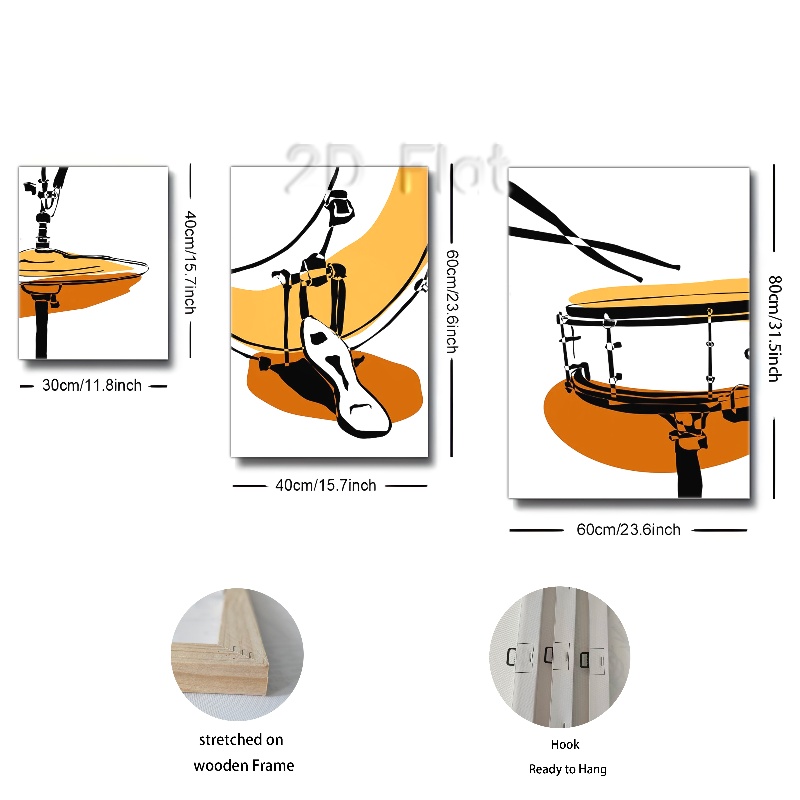 2D Flat
40cm/15.7inch
30cm/11.8inch
60cm/23.6inch
40cm/15.7inch
80cm/31.5inch
60cm/23.6inch
stretched on
wooden Frame
Hook
Ready to Hang